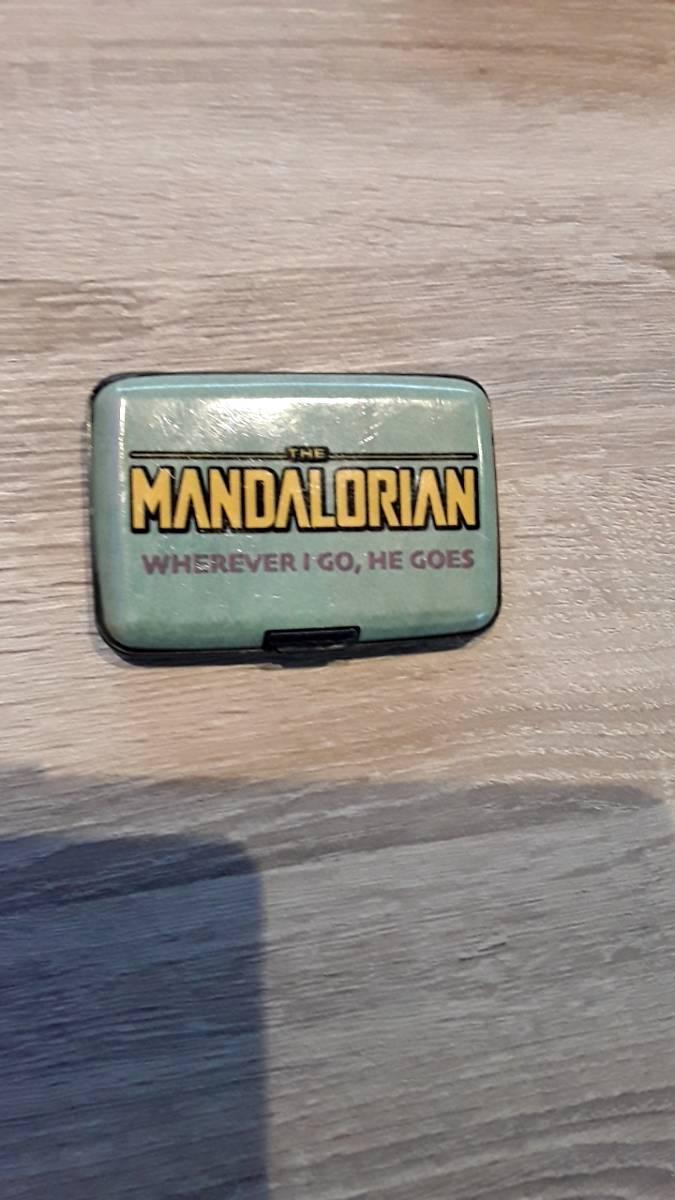 THE
MANDALORIAN
WHEREVER I GO, HE GOES